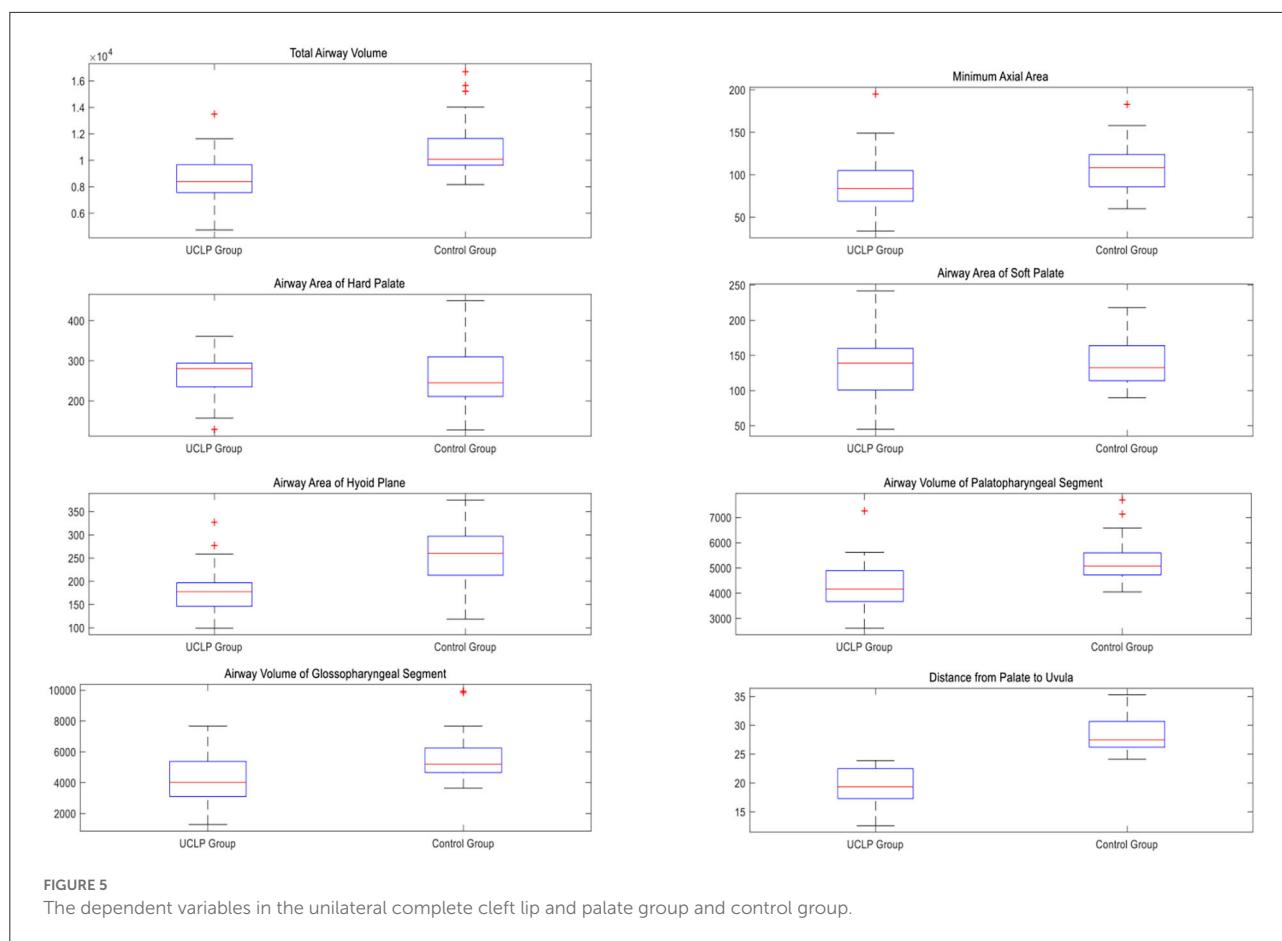 Total Airway Volume
×10⁴
1.6
1.4
1.2
1
0.8
0.6
UCLP Group Control Group
Minimum Axial Area
200
150
100
50
UCLP Group Control Group
Airway Area of Hard Palate
400
300
200
UCLP Group Control Group
Airway Area of Soft Palate
250
200
150
100
50
UCLP Group Control Group
Airway Area of Hyoid Plane
350
300
250
200
150
100
UCLP Group Control Group
Airway Volume of Palatopharyngeal Segment
7000
6000
5000
4000
3000
UCLP Group Control Group
Airway Volume of Glossopharyngeal Segment
10000
8000
6000
4000
2000
UCLP Group Control Group
Distance from Palate to Uvula
35
30
25
20
15
UCLP Group Control Group
FIGURE 5
The dependent variables in the unilateral complete cleft lip and palate group and control group.